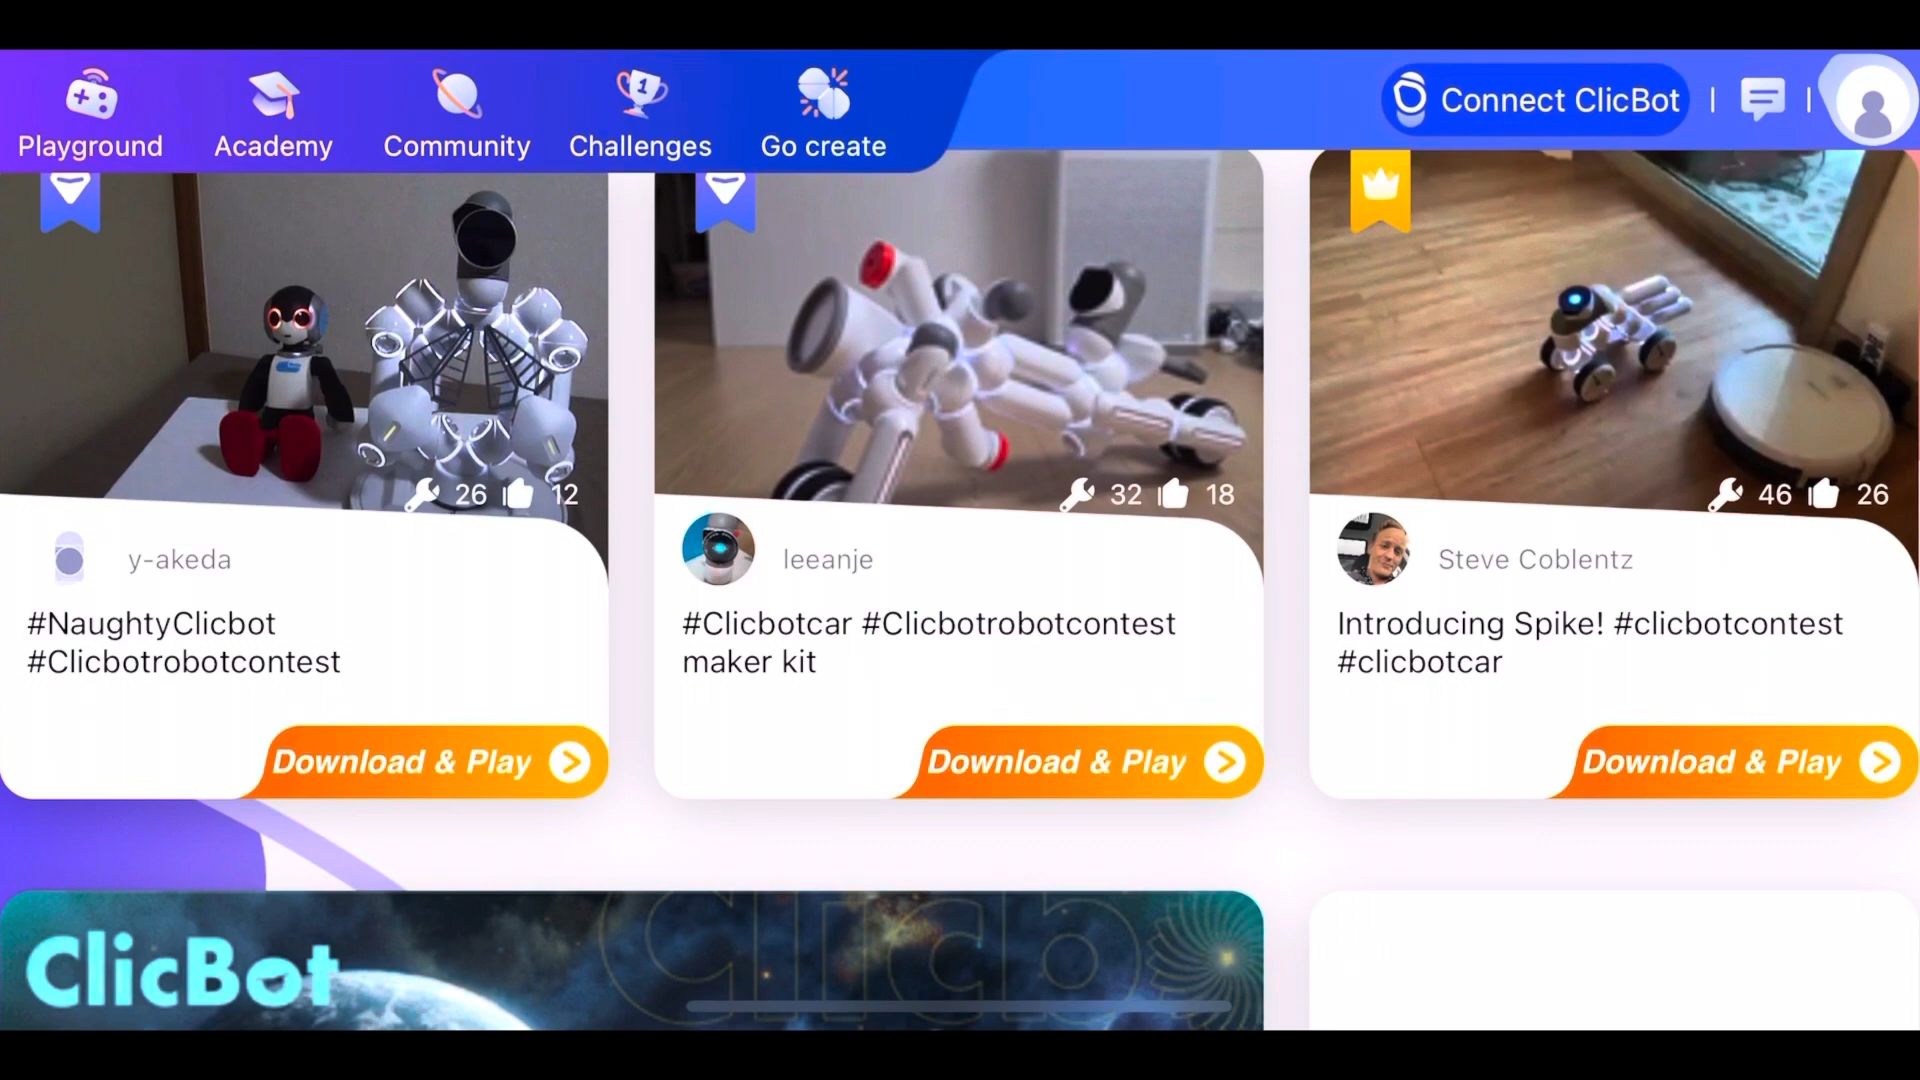 Playground
Academy
Community
Challenges
Go create
Connect ClicBot
26
12
32
18
46
26
y-akeda
leeanje
Steve Coblentz
#NaughtyClicbot
#Clicbotrobotcontest
#Clicbotcar #Clicbotrobotcontest
maker kit
Introducing Spike! #clicbotcontest
#clicbotcar
Download & Play
Download & Play
Download & Play
ClicBot
Clicb